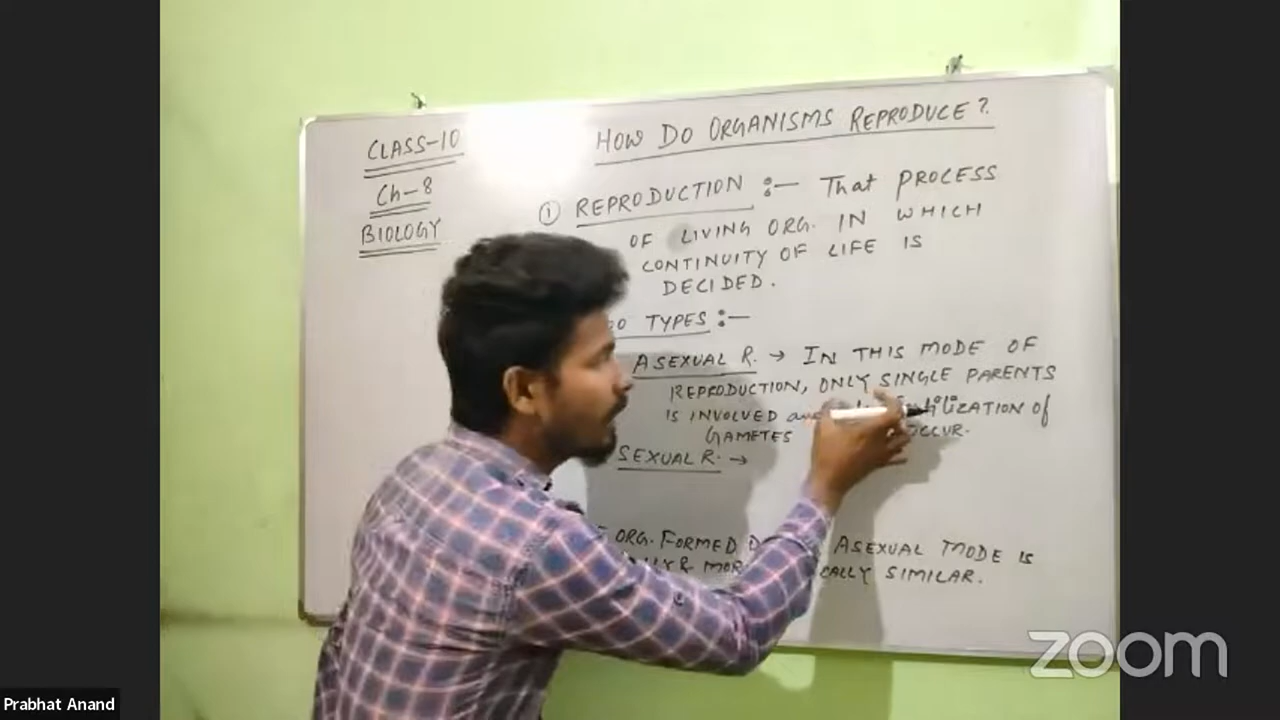 CLASS-10
Ch-8
BIOLOGY
HOW DO ORGANISMS REPRODUCE?
① REPRODUCTION :— That PROCESS
OF LIVING ORG. IN WHICH
CONTINUITY OF LIFE IS
DECIDED.
TYPES :—
ASEXUAL R. → IN THIS MODE OF
REPRODUCTION, ONLY SINGLE PARENTS
IS INVOLVED OF
GAMETES OCCUR.
SEXUAL R. →
ORG. FORMED ASEXUAL MODE IS
SIMILAR.
zoom
Prabhat Anand